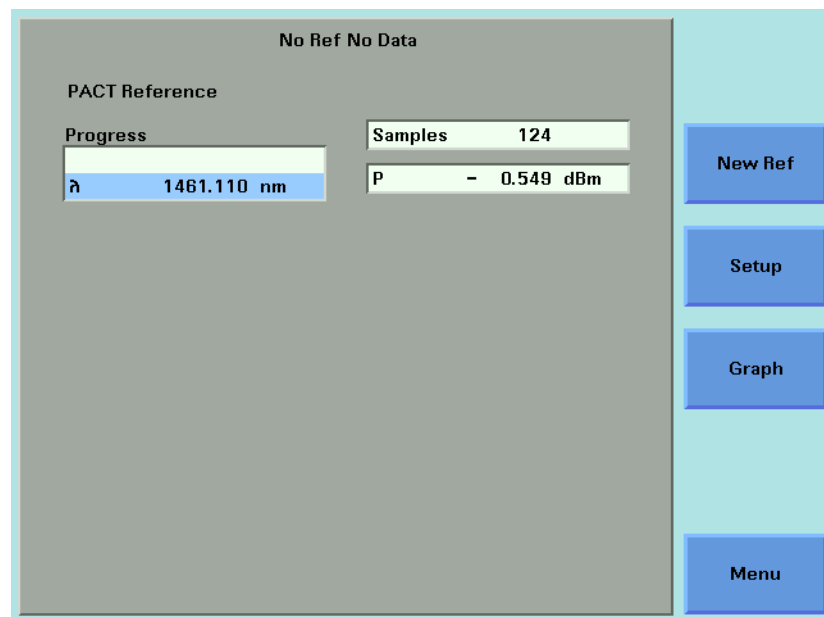 No Ref No Data
PACT Reference
Progress
λ 1461.110 nm
Samples 124
P - 0.549 dBm
New Ref
Setup
Graph
Menu